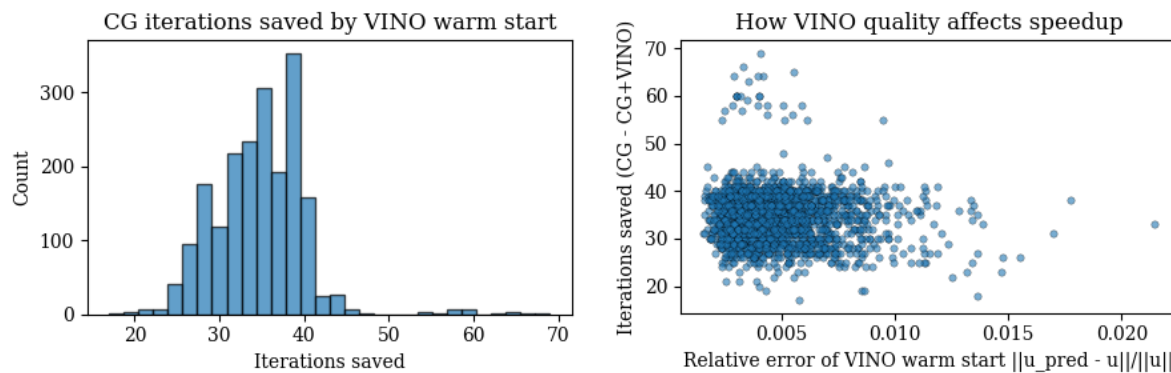 CG iterations saved by VINO warm start
300
200
100
0
Count
20 30 40 50 60 70
Iterations saved
How VINO quality affects speedup
70
60
50
40
30
20
Iterations saved (CG - CG+VINO)
0.005 0.010 0.015 0.020
Relative error of VINO warm start ||u_pred - u||/||u||